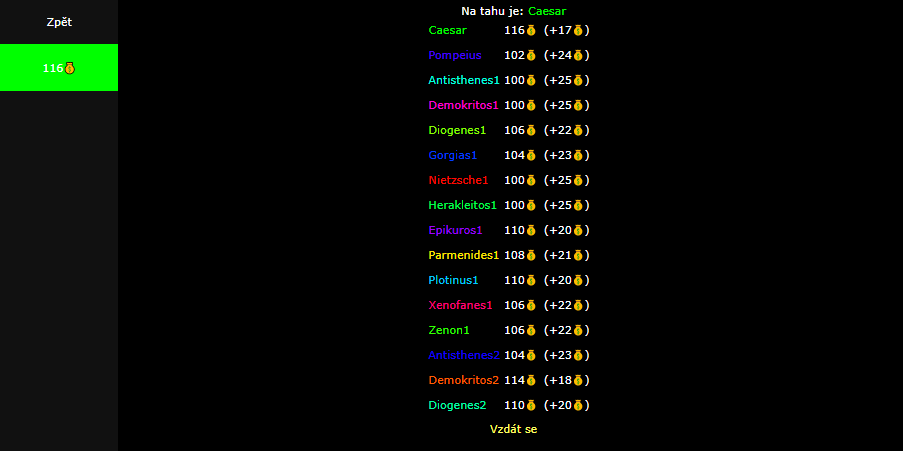 Zpět
116
Na tahu je: Caesar
Caesar 116 (+17)
Pompeius 102 (+24)
Antisthenes1 100 (+25)
Demokritos1 100 (+25)
Diogenes1 106 (+22)
Gorgias1 104 (+23)
Nietzsche1 100 (+25)
Herakleitos1 100 (+25)
Epikuros1 110 (+20)
Parmenides1 108 (+21)
Plotinus1 110 (+20)
Xenofanes1 106 (+22)
Zenon1 106 (+22)
Antisthenes2 104 (+23)
Demokritos2 114 (+18)
Diogenes2 110 (+20)
Vzdát se